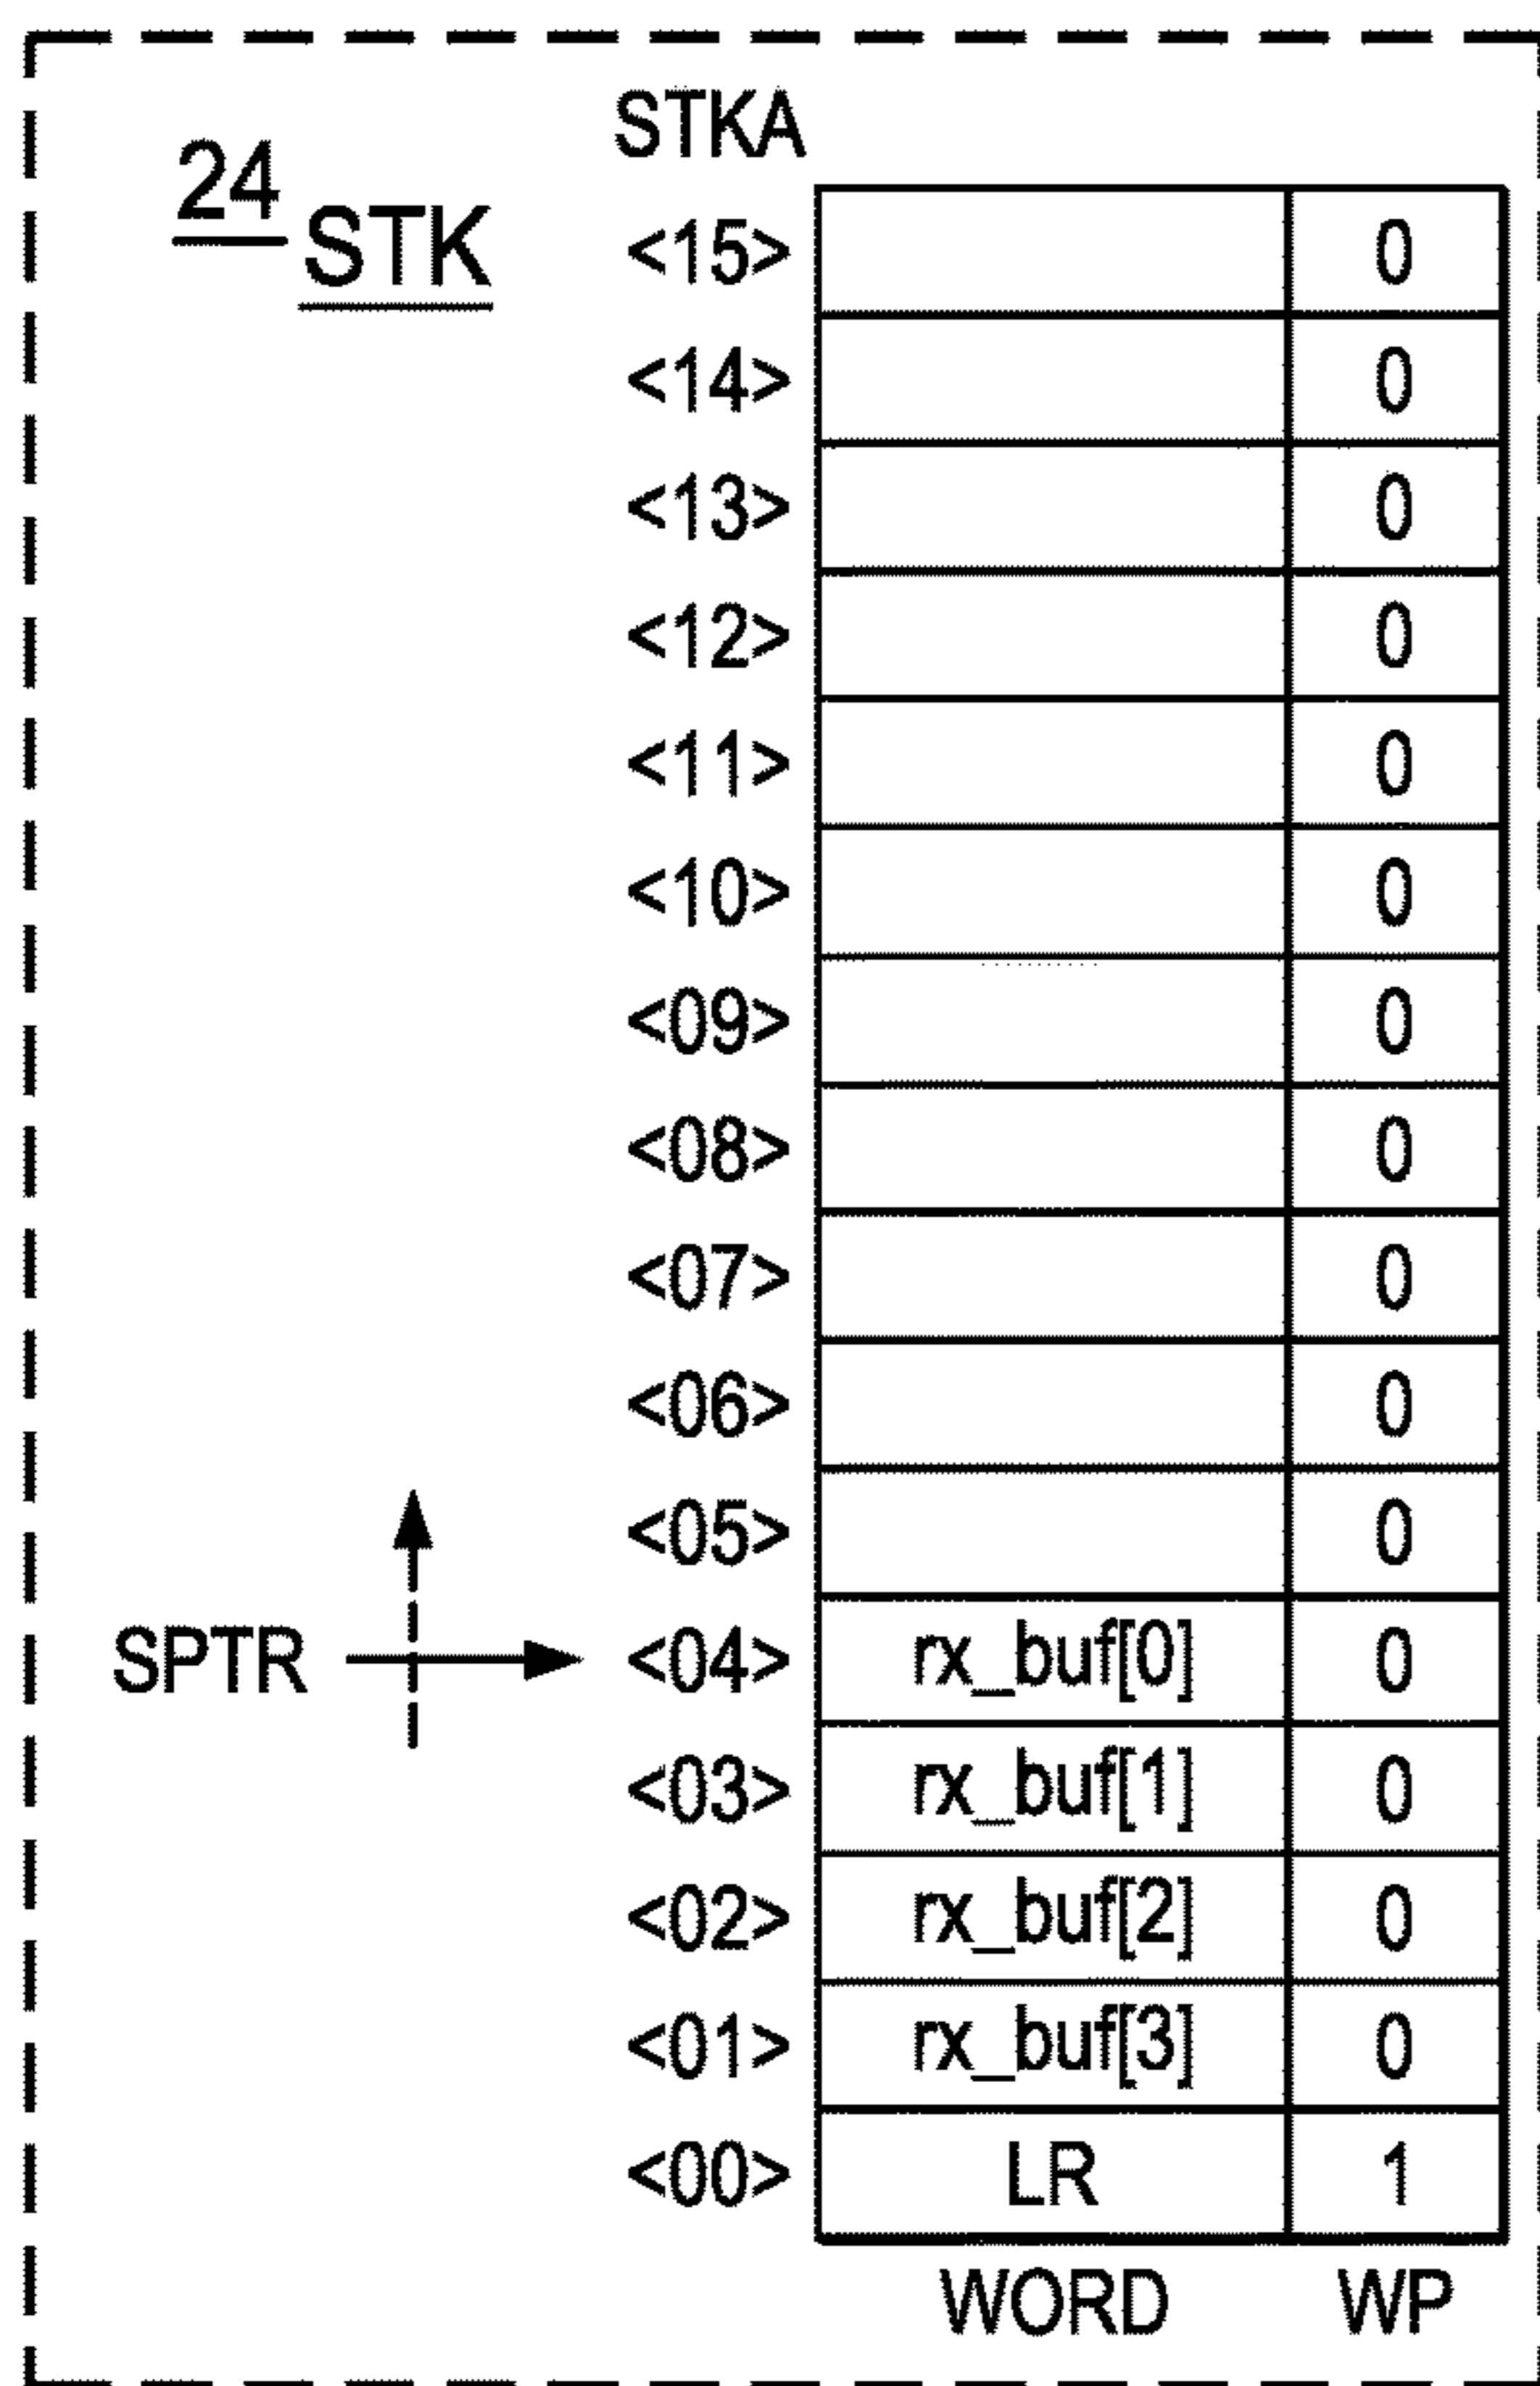 STKA
24 STK
<15> 0
<14> 0
<13> 0
<12> 0
<11> 0
<10> 0
<09> 0
<08> 0
<07> 0
<06> 0
<05> 0
SPTR <04> rx_buf[0] 0
<03> rx_buf[1] 0
<02> rx_buf[2] 0
<01> rx_buf[3] 0
<00> LR 1
WORD WP